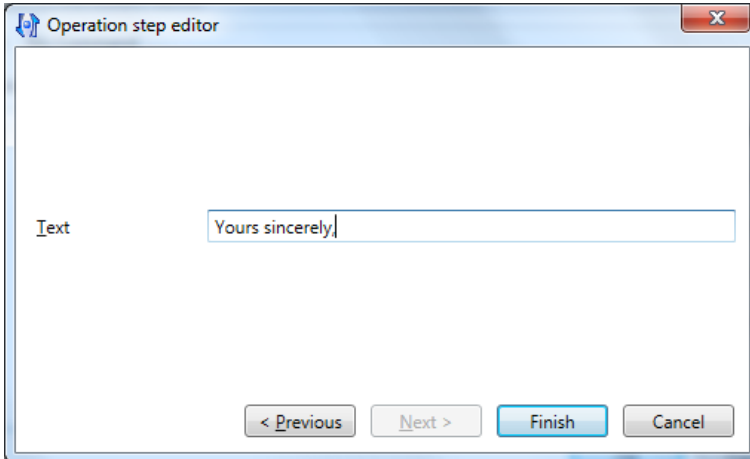 Operation step editor
Text Yours sincerely,
< Previous Next > Finish Cancel